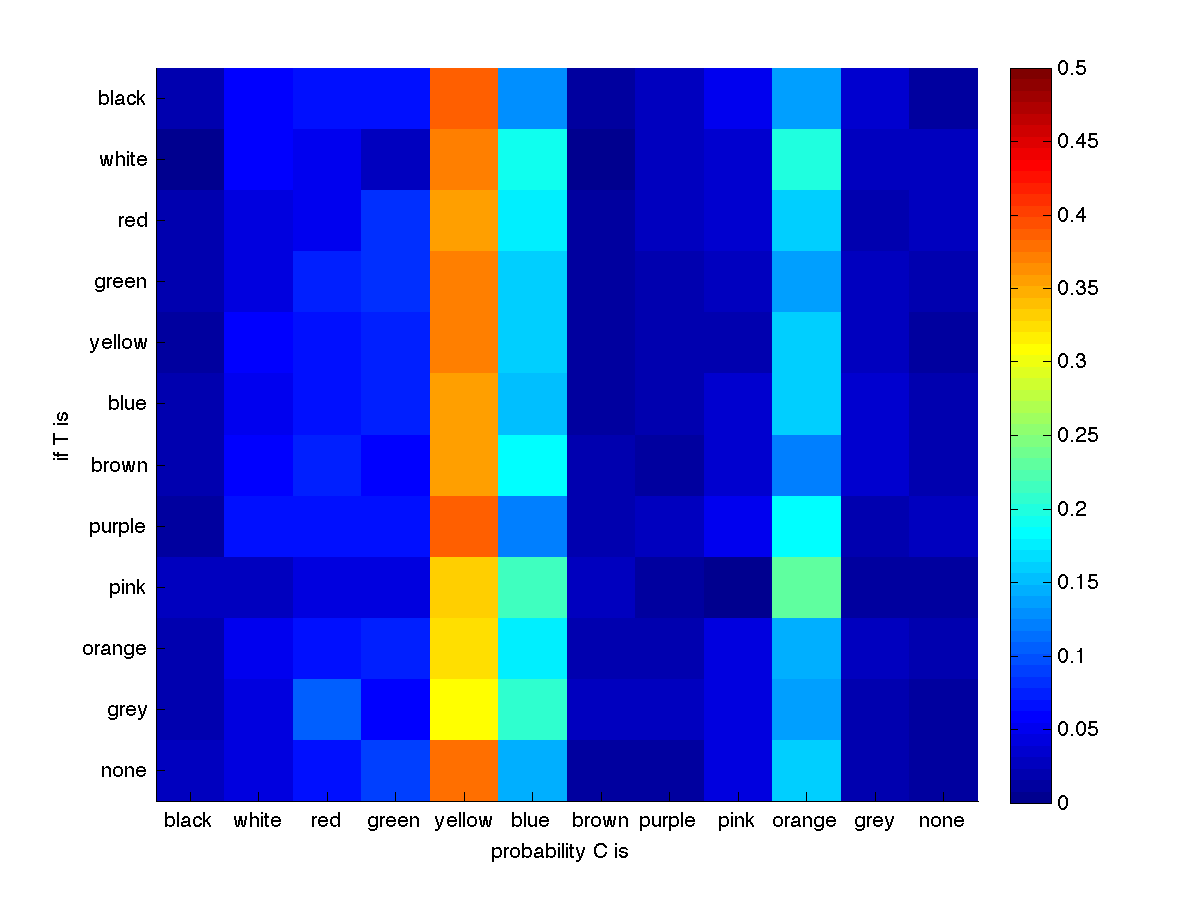 if T is
black
white
red
green
yellow
blue
brown
purple
pink
orange
grey
none
black white red green yellow blue brown purple pink orange grey none
probability C is
0.5
0.45
0.4
0.35
0.3
0.25
0.2
0.15
0.1
0.05
0